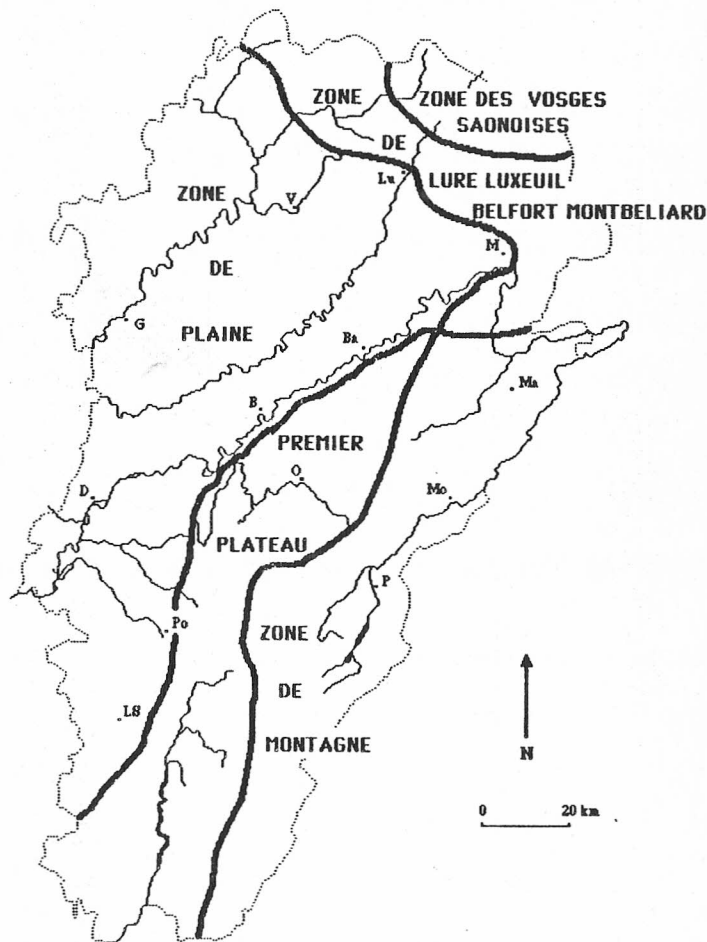 ZONE
ZONE DES VOSGES
SAONOISES
DE
LURE LUXEUIL
BELFORT MONTBELIARD
Lu
ZONE
V
M
DE
G
PLAINE
Ba
Ma
B
PREMIER
O
D
Mo
PLATEAU
P
Po
ZONE
DE
LS
MONTAGNE
N
0 20 km